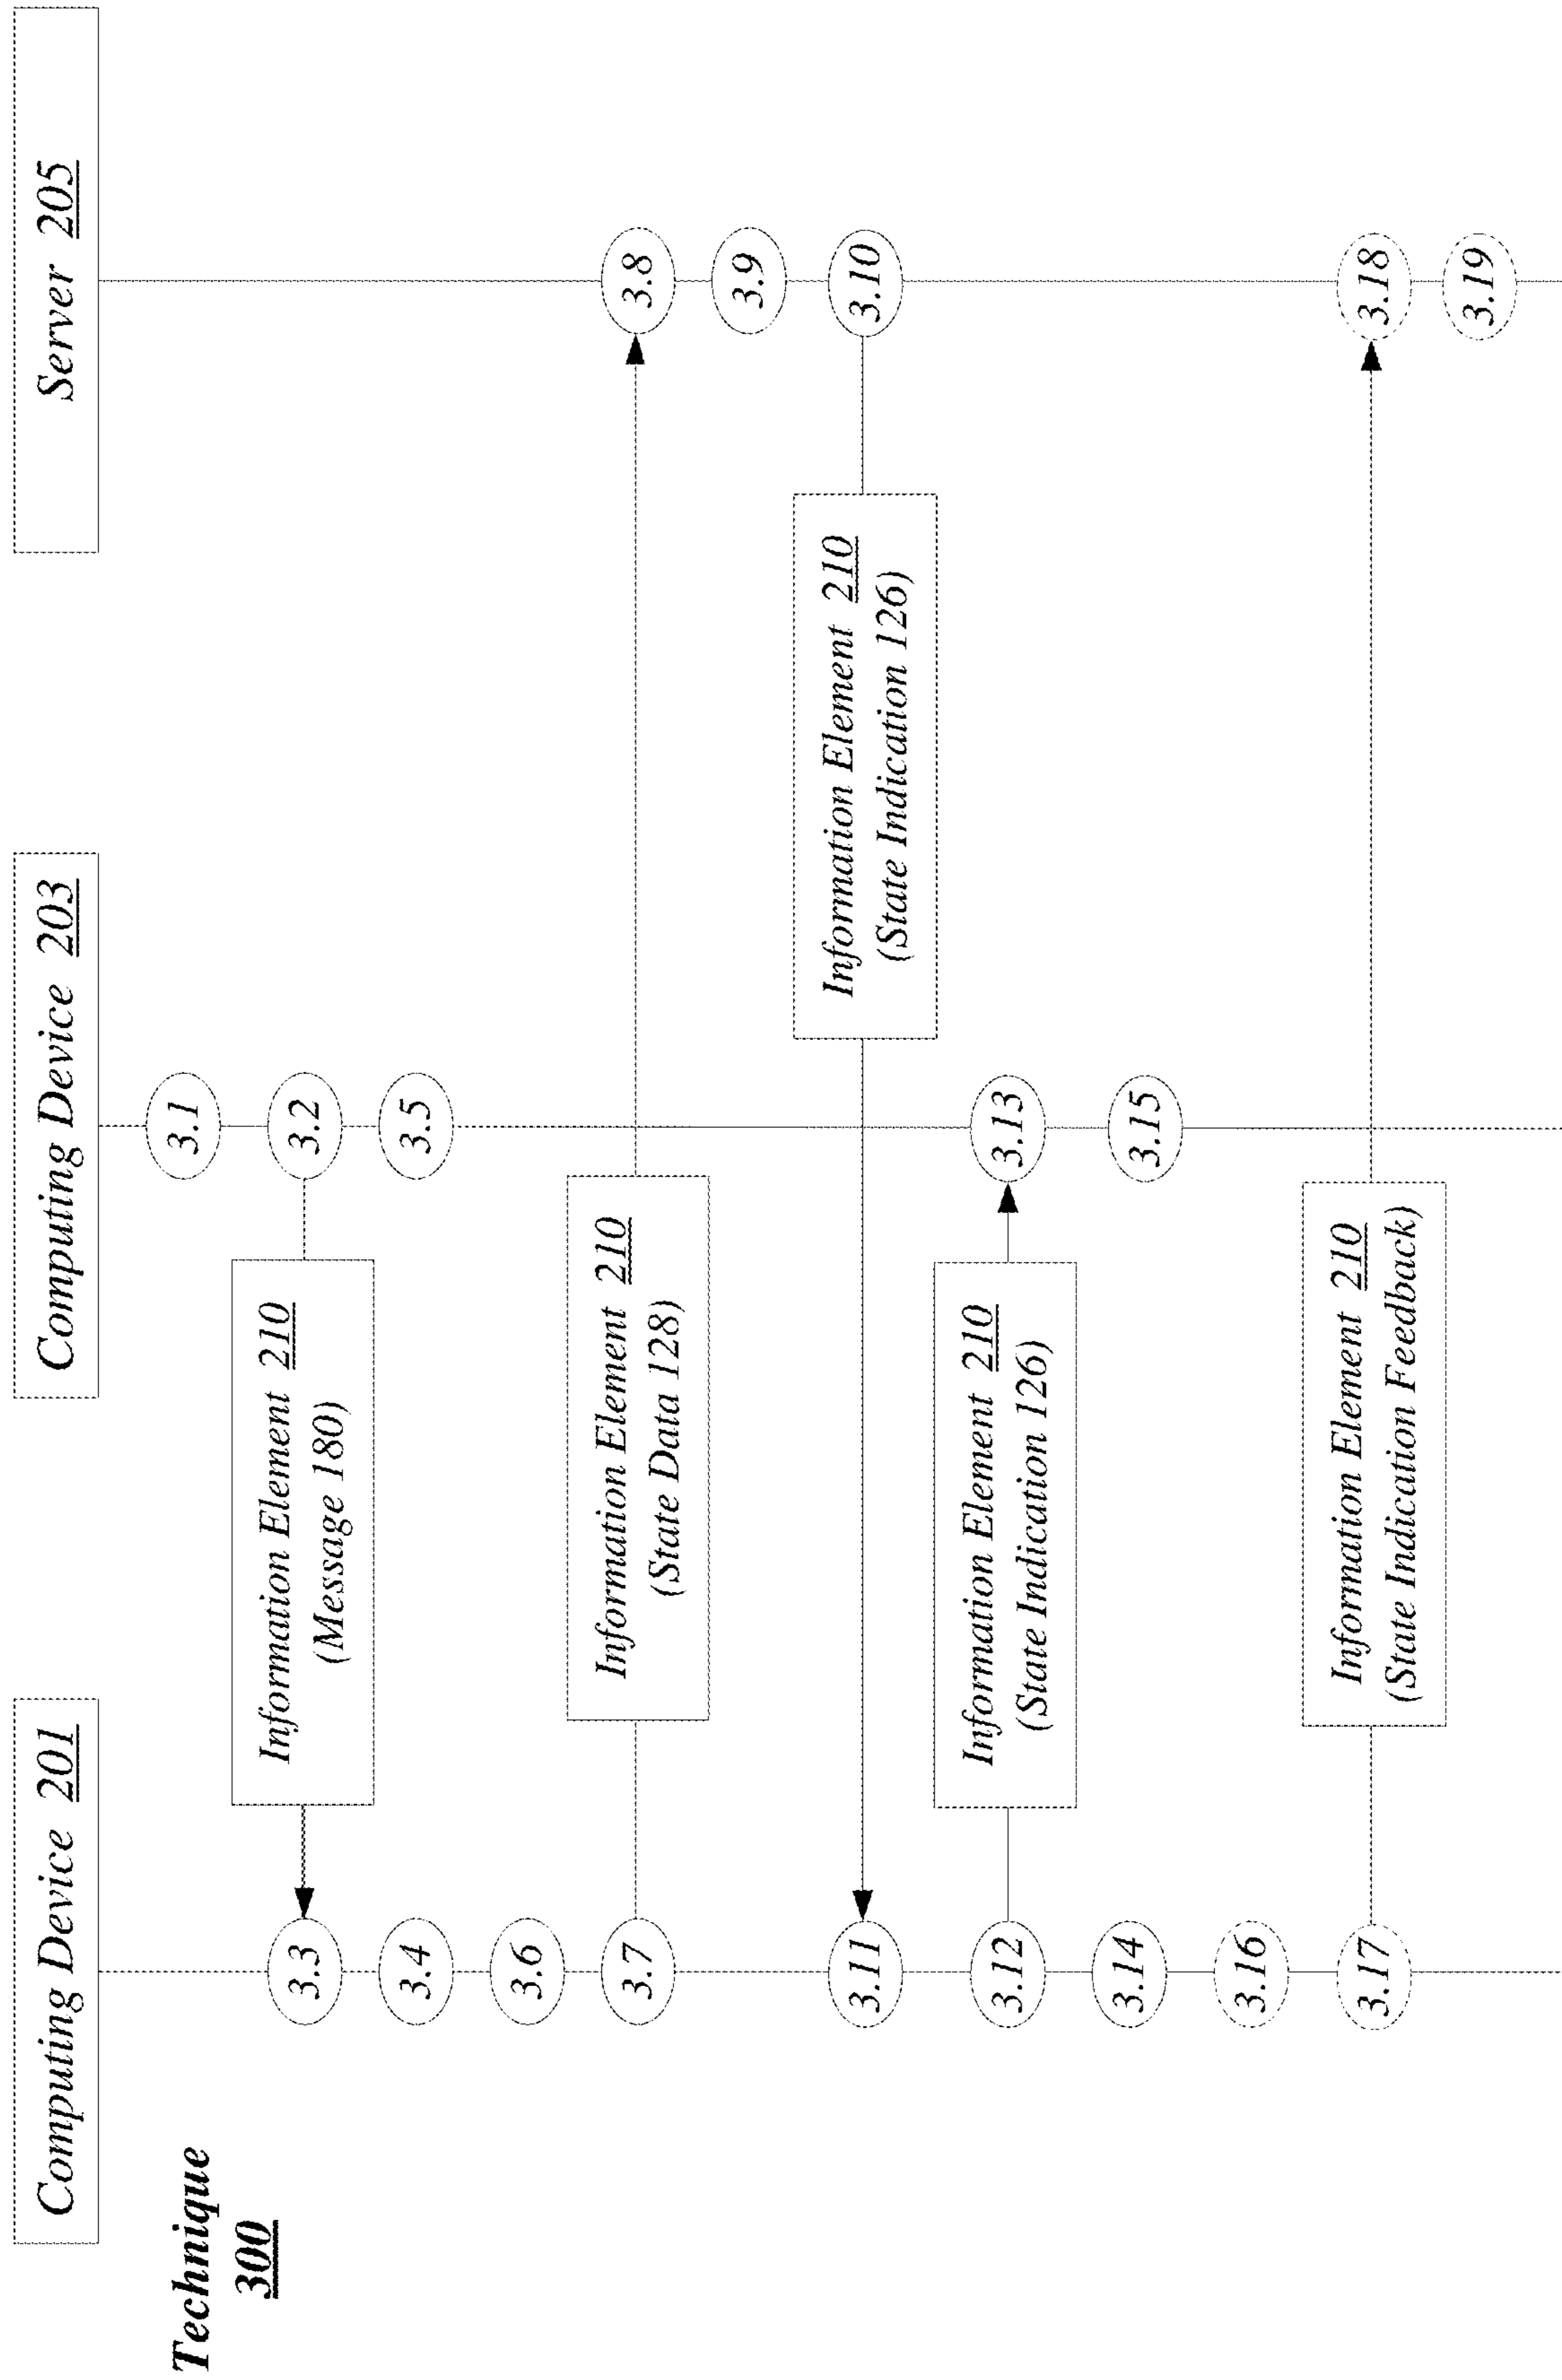 Computing Device 201
Computing Device 203
Server 205
Technique
300
3.1
3.3
Information Element 210
(Message 180)
3.2
3.4
3.5
3.6
3.7
Information Element 210
(State Data 128)
3.8
3.9
3.11
Information Element 210
(State Indication 126)
3.10
3.12
Information Element 210
(State Indication 126)
3.13
3.14
3.15
3.16
3.17
Information Element 210
(State Indication Feedback)
3.18
3.19